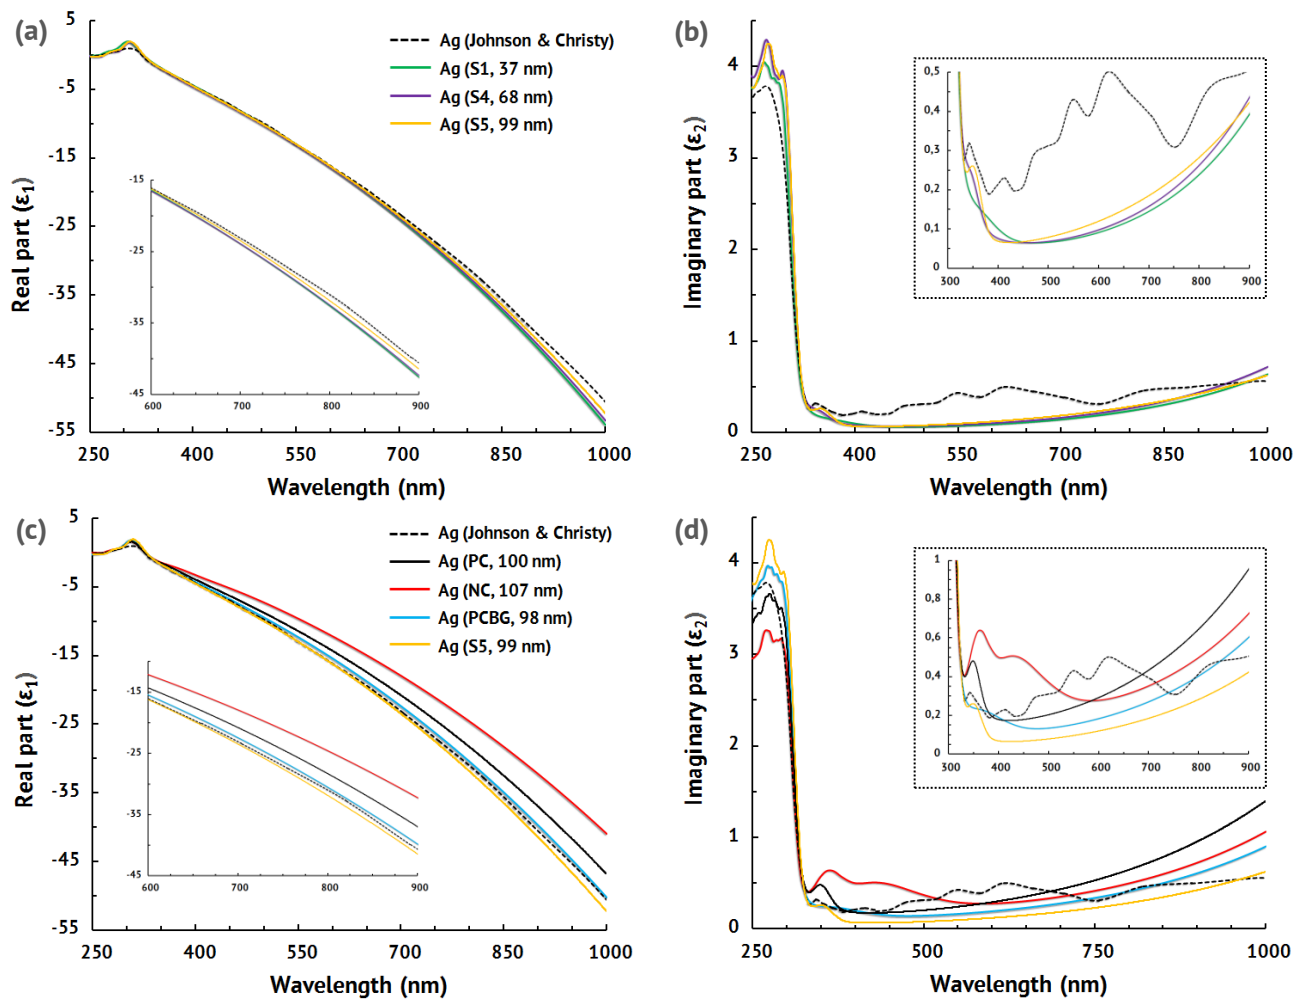 (a)
5
-5
-15
-25
-35
-45
-55
Real part (ε1)
Ag (Johnson & Christy)
Ag (S1, 37 nm)
Ag (S4, 68 nm)
Ag (S5, 99 nm)
-15
-25
-35
-45
600 700 800 900
250 400 550 700 850 1000
Wavelength (nm)
(b)
4
3
2
1
0
Imaginary part (ε2)
0,5
0,4
0,3
0,2
0,1
0
300 400 500 600 700 800 900
250 400 550 700 850 1000
Wavelength (nm)
(c)
5
-5
-15
-25
-35
-45
-55
Real part (ε1)
Ag (Johnson & Christy)
Ag (PC, 100 nm)
Ag (NC, 107 nm)
Ag (PCBG, 98 nm)
Ag (S5, 99 nm)
-15
-25
-35
-45
600 700 800 900
250 400 550 700 850 1000
Wavelength (nm)
(d)
4
3
2
1
0
Imaginary part (ε2)
1
0,8
0,6
0,4
0,2
0
300 400 500 600 700 800 900
250 500 750 1000
Wavelength (nm)